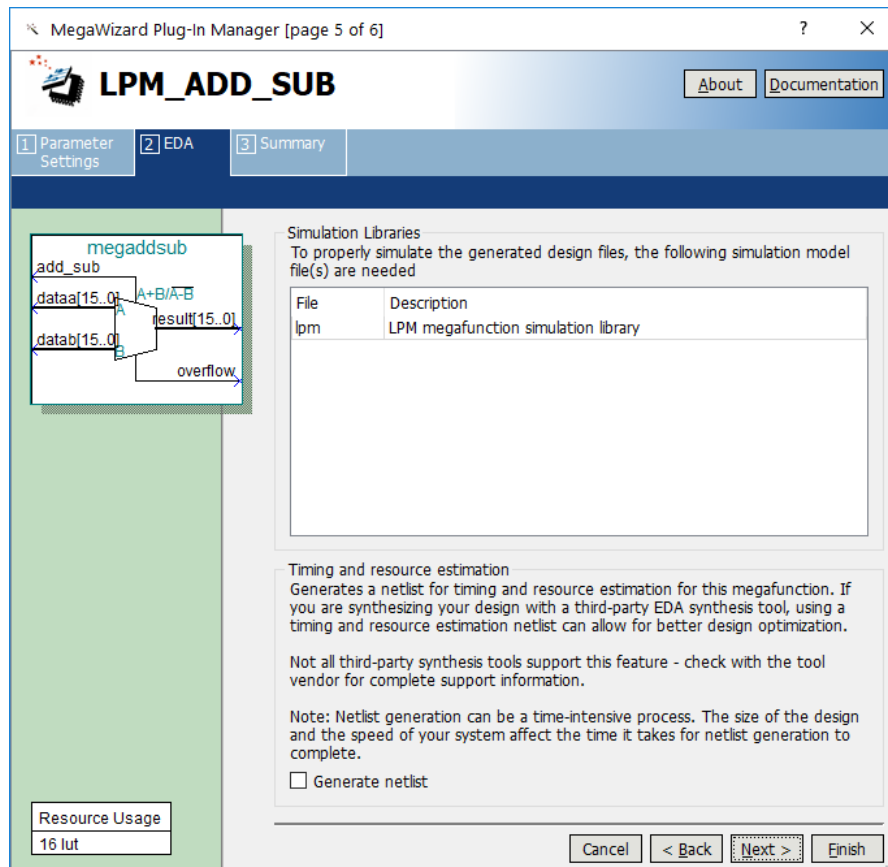 MegaWizard Plug-In Manager [page 5 of 6]
?
LPM_ADD_SUB
About
Documentation
1 Parameter Settings
2 EDA
3 Summary
megaddsub
add_sub
A+B/A-B
dataa[15..0]
A
result[15..0]
datab[15..0]
B
overflow
Simulation Libraries
To properly simulate the generated design files, the following simulation model
file(s) are needed
File Description
lpm LPM megafunction simulation library
Timing and resource estimation
Generates a netlist for timing and resource estimation for this megafunction. If
you are synthesizing your design with a third-party EDA synthesis tool, using a
timing and resource estimation netlist can allow for better design optimization.
Not all third-party synthesis tools support this feature - check with the tool
vendor for complete support information.
Note: Netlist generation can be a time-intensive process. The size of the design
and the speed of your system affect the time it takes for netlist generation to
complete.
Generate netlist
Resource Usage
16 lut
Cancel
< Back
Next >
Finish